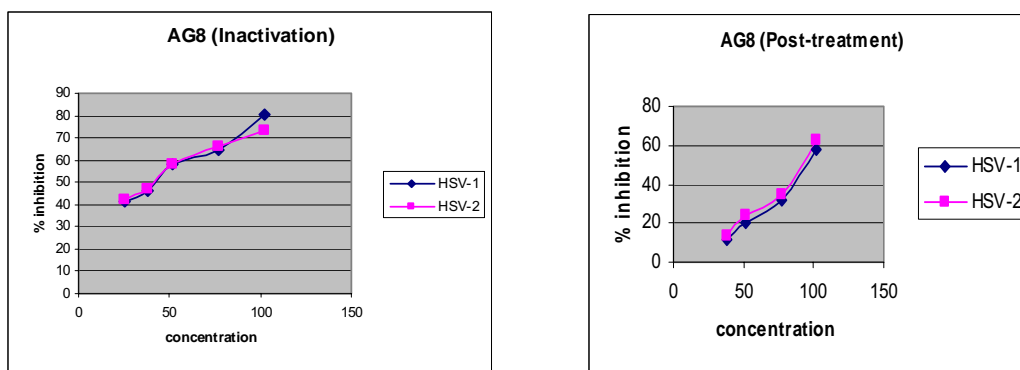 AG8 (Inactivation)
% inhibition
90
80
70
60
50
40
30
20
10
0
0 50 100 150
concentration
HSV-1
HSV-2
AG8 (Post-treatment)
% inhibition
80
60
40
20
0
0 50 100 150
concentration
HSV-1
HSV-2